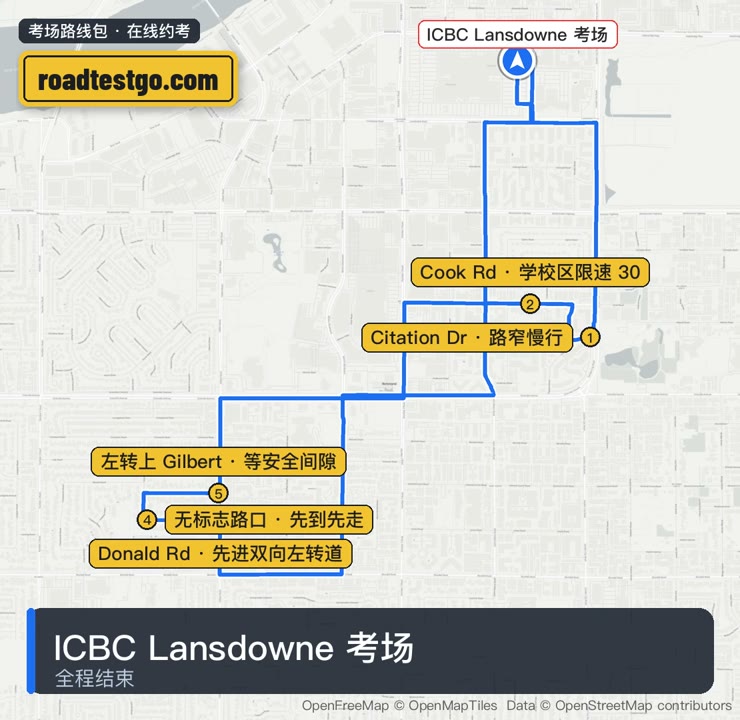 考场路线包 · 在线约考
roadtestgo.com
ICBC Lansdowne 考场
Cook Rd · 学校区限速 30
2
Citation Dr · 路窄慢行
1
左转上 Gilbert · 等安全间隙
5
4
无标志路口 · 先到先走
Donald Rd · 先进双向左转道
ICBC Lansdowne 考场
全程结束
OpenFreeMap © OpenMapTiles Data © OpenStreetMap contributors